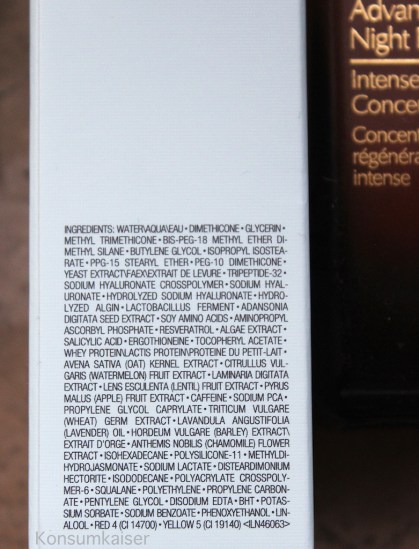 Advan
Night
Intense
Conce
Concent
régénéra
intense
INGREDIENTS: WATER\AQUA\EAU • DIMETHICONE • GLYCERIN •
METHYL TRIMETHICONE • BIS-PEG-18 METHYL ETHER DI-
METHYL SILANE • BUTYLENE GLYCOL • ISOPROPYL ISOSTEA-
RATE • PPG-15 STEARYL ETHER • PEG-10 DIMETHICONE •
YEAST EXTRACT\FAEX\EXTRAIT DE LEVURE • TRIPEPTIDE-32 •
SODIUM HYALURONATE CROSSPOLYMER • SODIUM HYAL-
URONATE • HYDROLYZED SODIUM HYALURONATE • HYDRO-
LYZED ALGIN • LACTOBACILLUS FERMENT • ADANSONIA
DIGITATA SEED EXTRACT • SOY AMINO ACIDS • AMINOPROPYL
ASCORBYL PHOSPHATE • RESVERATROL • ALGAE EXTRACT •
SALICYLIC ACID • ERGOTHIONEINE • TOCOPHERYL ACETATE •
WHEY PROTEIN\LACTIS PROTEIN\PROTÉINE DU PETIT-LAIT •
AVENA SATIVA (OAT) KERNEL EXTRACT • CITRULLUS VUL-
GARIS (WATERMELON) FRUIT EXTRACT • LAMINARIA DIGITATA
EXTRACT • LENS ESCULENTA (LENTIL) FRUIT EXTRACT • PYRUS
MALUS (APPLE) FRUIT EXTRACT • CAFFEINE • SODIUM PCA •
PROPYLENE GLYCOL CAPRYLATE • TRITICUM VULGARE
(WHEAT) GERM EXTRACT • LAVANDULA ANGUSTIFOLIA
(LAVENDER) OIL • HORDEUM VULGARE (BARLEY) EXTRACT\
EXTRAIT D'ORGE • ANTHEMIS NOBILIS (CHAMOMILE) FLOWER
EXTRACT • ISOHEXADECANE • POLYSILICONE-11 • METHYLDI-
HYDROJASMONATE • SODIUM LACTATE • DISTEARDIMONIUM
HECTORITE • ISODODECANE • POLYACRYLATE CROSSPOLY-
MER-6 • SQUALANE • POLYETHYLENE • PROPYLENE CARBON-
ATE • PENTYLENE GLYCOL • DISODIUM EDTA • BHT • POTAS-
SIUM SORBATE • SODIUM BENZOATE • PHENOXYETHANOL • LIN-
ALOOL • RED 4 (CI 14700) • YELLOW 5 (CI 19140) <ILN46063>
Konsumkaiser